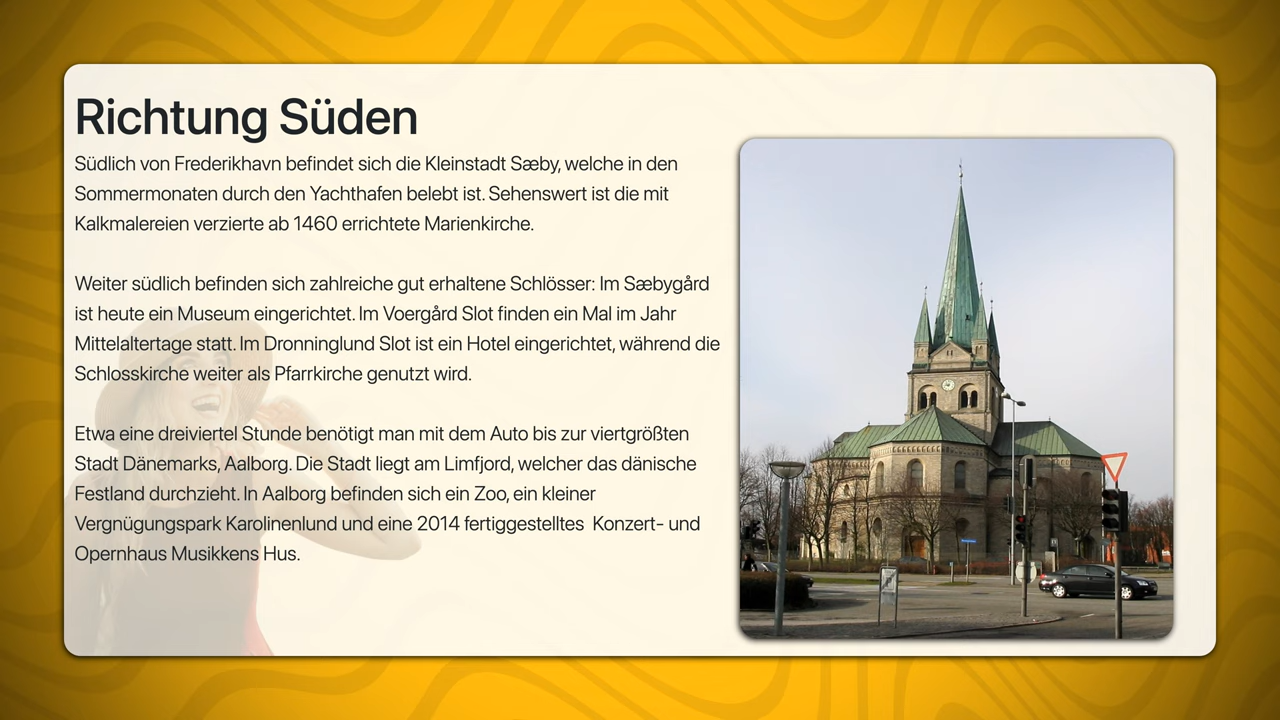 Richtung Süden
Südlich von Frederikhavn befindet sich die Kleinstadt Sæby, welche in den
Sommermonaten durch den Yachthafen belebt ist. Sehenswert ist die mit
Kalkmalereien verzierte ab 1460 errichtete Marienkirche.
Weiter südlich befinden sich zahlreiche gut erhaltene Schlösser: Im Sæbygård
ist heute ein Museum eingerichtet. Im Voergård Slot finden ein Mal im Jahr
Mittelaltertage statt. Im Dronninglund Slot ist ein Hotel eingerichtet, während die
Schlosskirche weiter als Pfarrkirche genutzt wird.
Etwa eine dreiviertel Stunde benötigt man mit dem Auto bis zur viertgrößten
Stadt Dänemarks, Aalborg. Die Stadt liegt am Limfjord, welcher das dänische
Festland durchzieht. In Aalborg befinden sich ein Zoo, ein kleiner
Vergnügungspark Karolinenlund und eine 2014 fertiggestelltes  Konzert- und
Opernhaus Musikkens Hus.